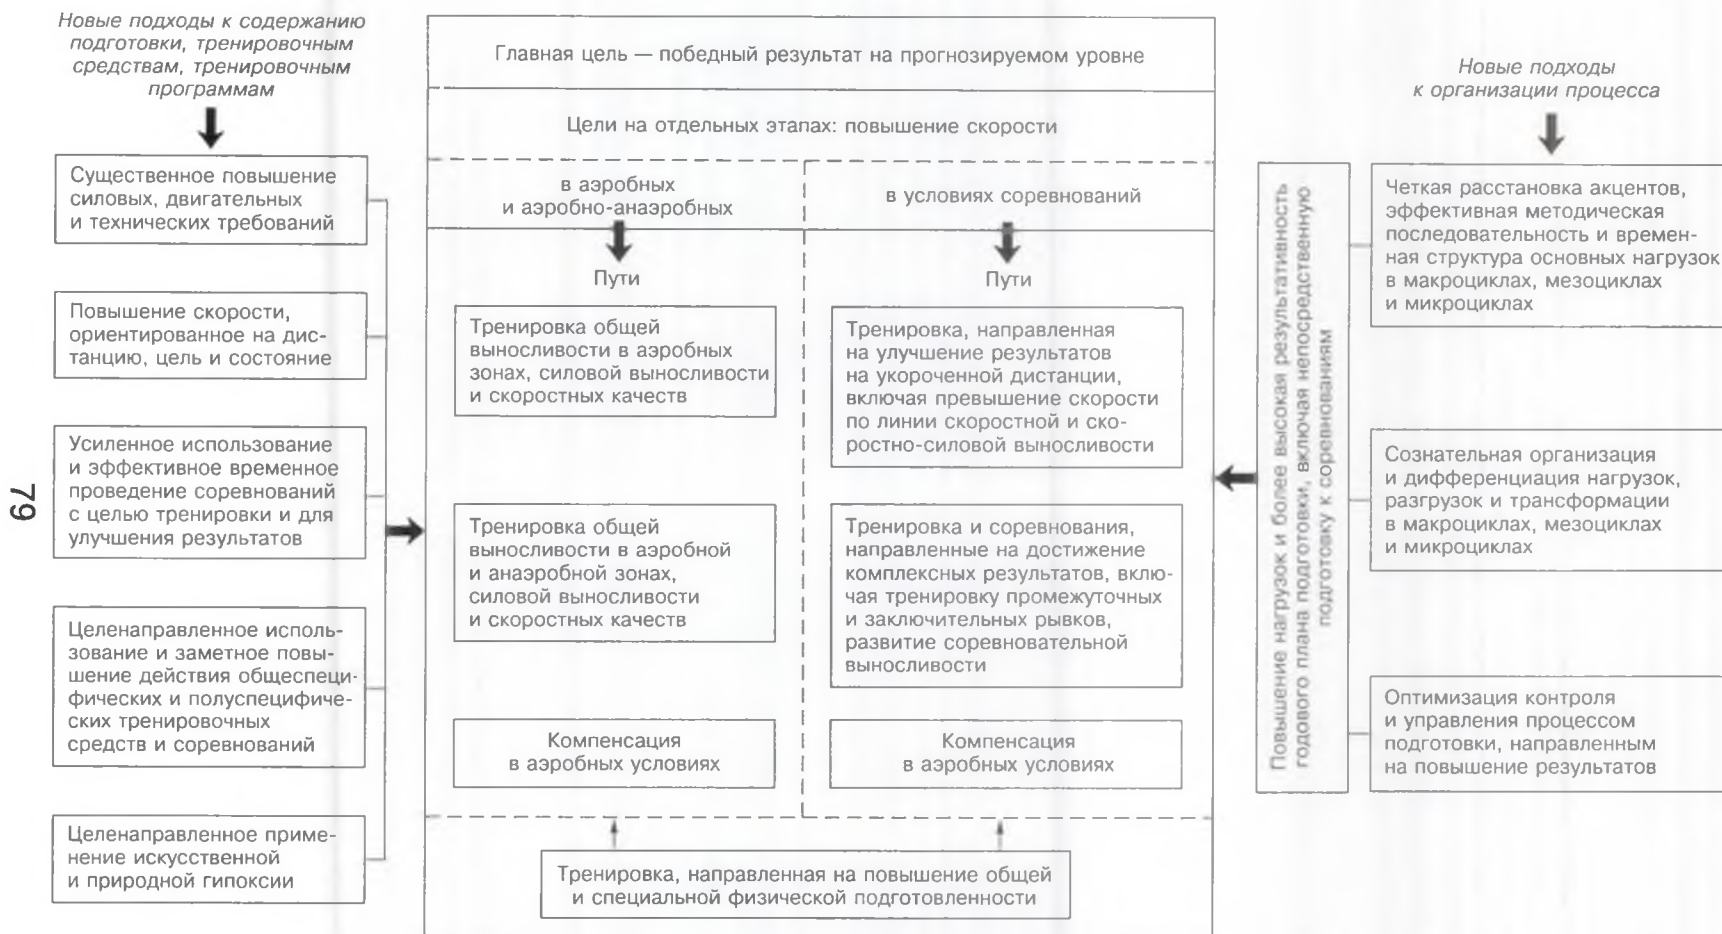 Новые подходы к содержанию
подготовки, тренировочным
средствам, тренировочным
программам
Существенное повышение
силовых, двигательных
и технических требований
Повышение скорости,
ориентированное на дис-
танцию, цель и состояние
Усиленное использование
и эффективное временное
проведение соревнований
с целью тренировки и для
улучшения результатов
Целенаправленное исполь-
зование и заметное повы-
шение действия общеспеци-
фических и полуспецифиче-
ских тренировочных
средств и соревнований
Целенаправленное приме-
нение искусственной
и природной гипоксии
79
Главная цель — победный результат на прогнозируемом уровне
Цели на отдельных этапах: повышение скорости
в аэробных
и аэробно-анаэробных
Пути
Тренировка общей
выносливости в аэробных
зонах, силовой выносливости
и скоростных качеств
Тренировка общей
выносливости в аэробной
и анаэробной зонах,
силовой выносливости
и скоростных качеств
Компенсация
в аэробных условиях
в условиях соревнований
Пути
Тренировка, направленная
на улучшение результатов
на укороченной дистанции,
включая превышение скорости
по линии скоростной и ско-
ростно-силовой выносливости
Тренировка и соревнования,
направленные на достижение
комплексных результатов, вклю-
чая тренировку промежуточных
и заключительных рывков,
развитие соревновательной
выносливости
Компенсация
в аэробных условиях
Тренировка, направленная на повышение общей
и специальной физической подготовленности
Повышение нагрузок и более высокая результативность
годового плана подготовки, включая непосредственную
подготовку к соревнованиям
Новые подходы
к организации процесса
Четкая расстановка акцентов,
эффективная методическая
последовательность и времен-
ная структура основных нагрузок
в макроциклах, мезоциклах
и микроциклах
Сознательная организация
и дифференциация нагрузок,
разгрузок и трансформации
в макроциклах, мезоциклах
и микроциклах
Оптимизация контроля
и управления процессом
подготовки, направленным
на повышение результатов